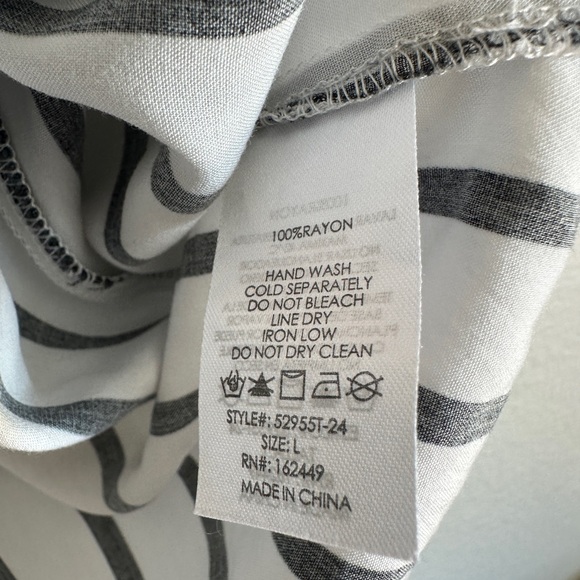 100%RAYON
HAND WASH
COLD SEPARATELY
DO NOT BLEACH
LINE DRY
IRON LOW
DO NOT DRY CLEAN
STYLE#: 52955T-24
SIZE: L
RN#: 162449
MADE IN CHINA